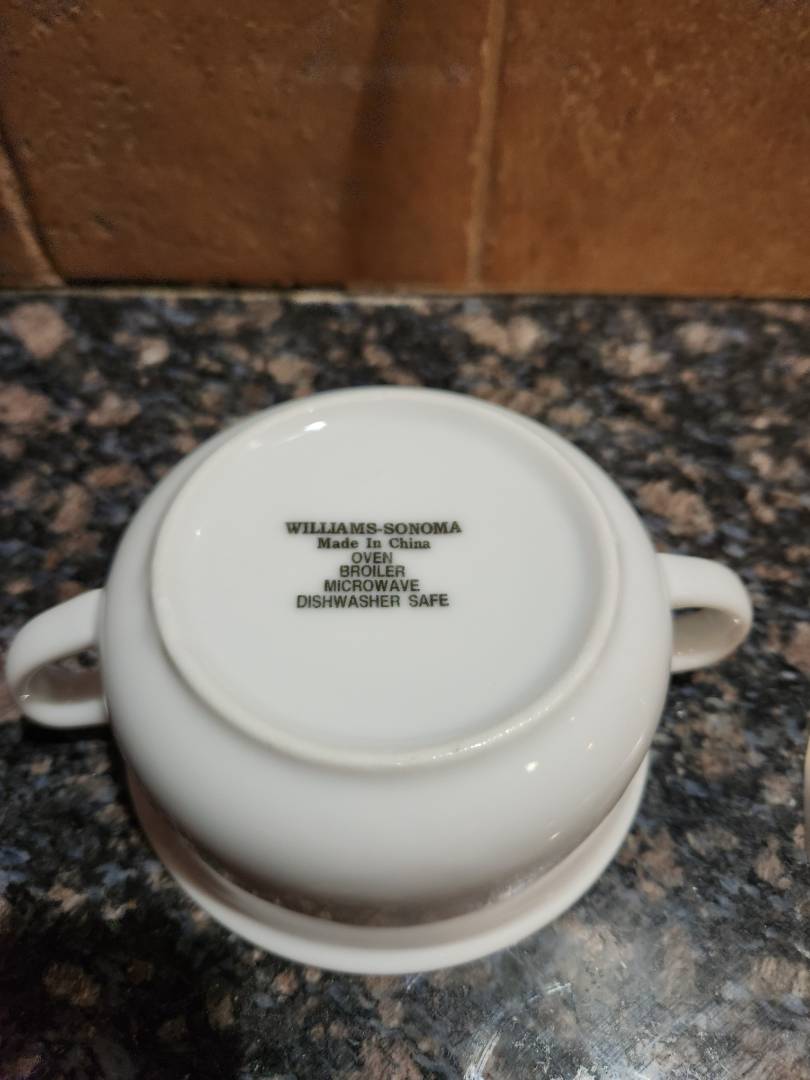 WILLIAMS-SONOMA
Made In China
OVEN
BROILER
MICROWAVE
DISHWASHER SAFE